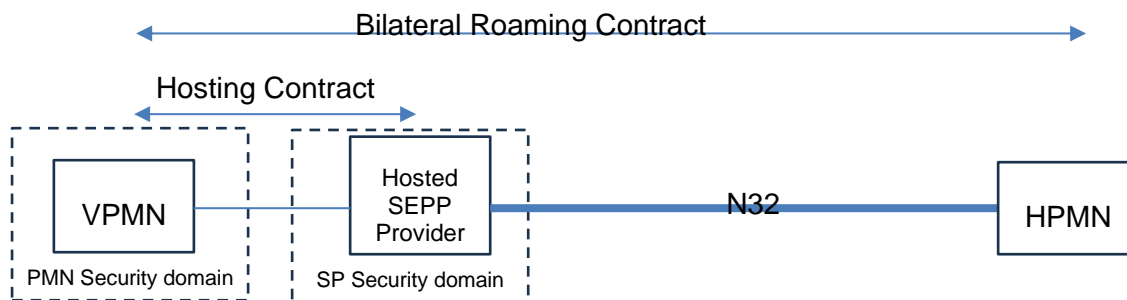 Bilateral Roaming Contract
Hosting Contract
VPMN
Hosted
SEPP
Provider
N32
HPMN
PMN Security domain
SP Security domain